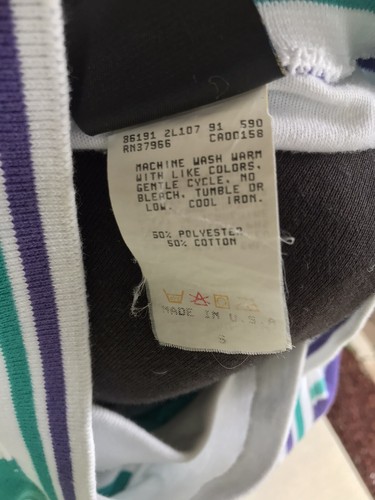 86191 2L107 91 590
RN37966 CA00158
MACHINE WASH WARM
WITH LIKE COLORS,
GENTLE CYCLE, NO
BLEACH, TUMBLE DR
LOW. COOL IRON.
50% POLYESTER
50% COTTON
MADE IN U.S.A
S